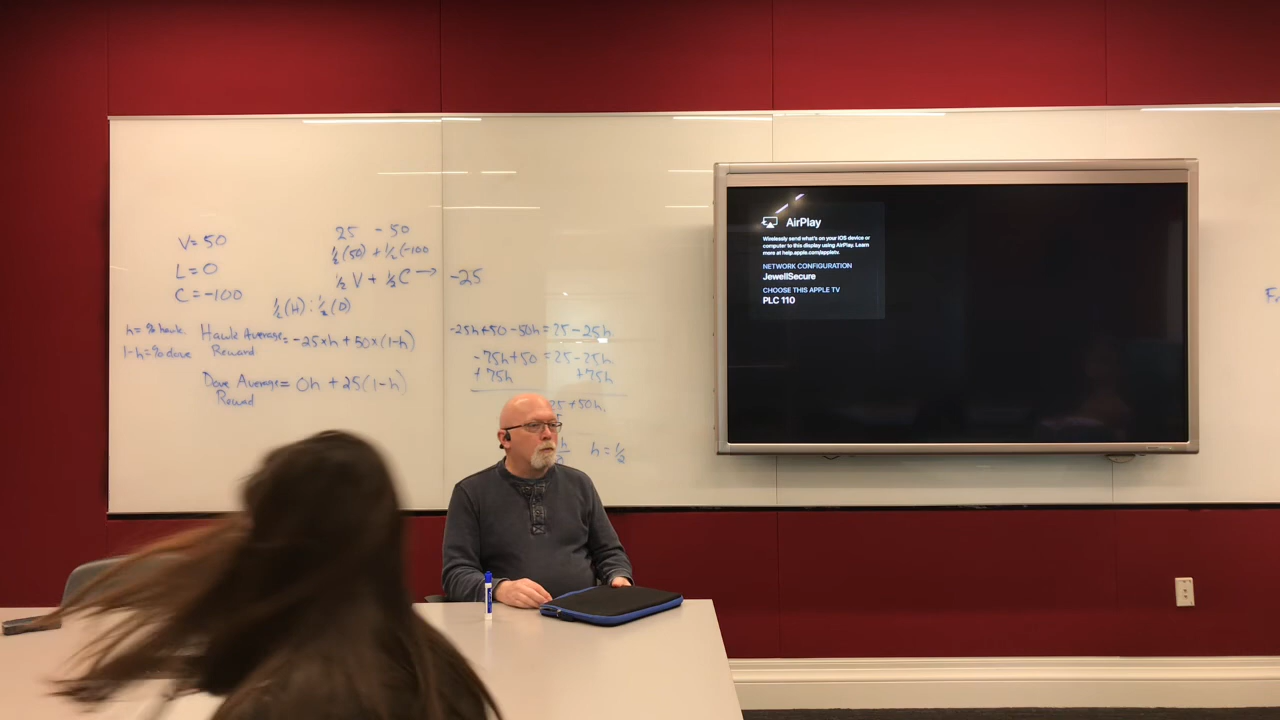 V=50
L=0
C=-100
25 -50
½(50) + ½(-100
½V + ½C → -25
½(H) : ½(D)
h=% hawk
1-h=% dove
Hawk Average Reward = -25×h + 50×(1-h)
Dove Average Reward = 0h + 25(1-h)
-25h+50-50h=25-25h
-75h+50=25-25h
+75h +75h
25+50h
h=½
AirPlay
Wirelessly send what's on your iOS device or
computer to this display using AirPlay. Learn
more at help.apple.com/appletv.
NETWORK CONFIGURATION
JewellSecure
CHOOSE THIS APPLE TV
PLC 110